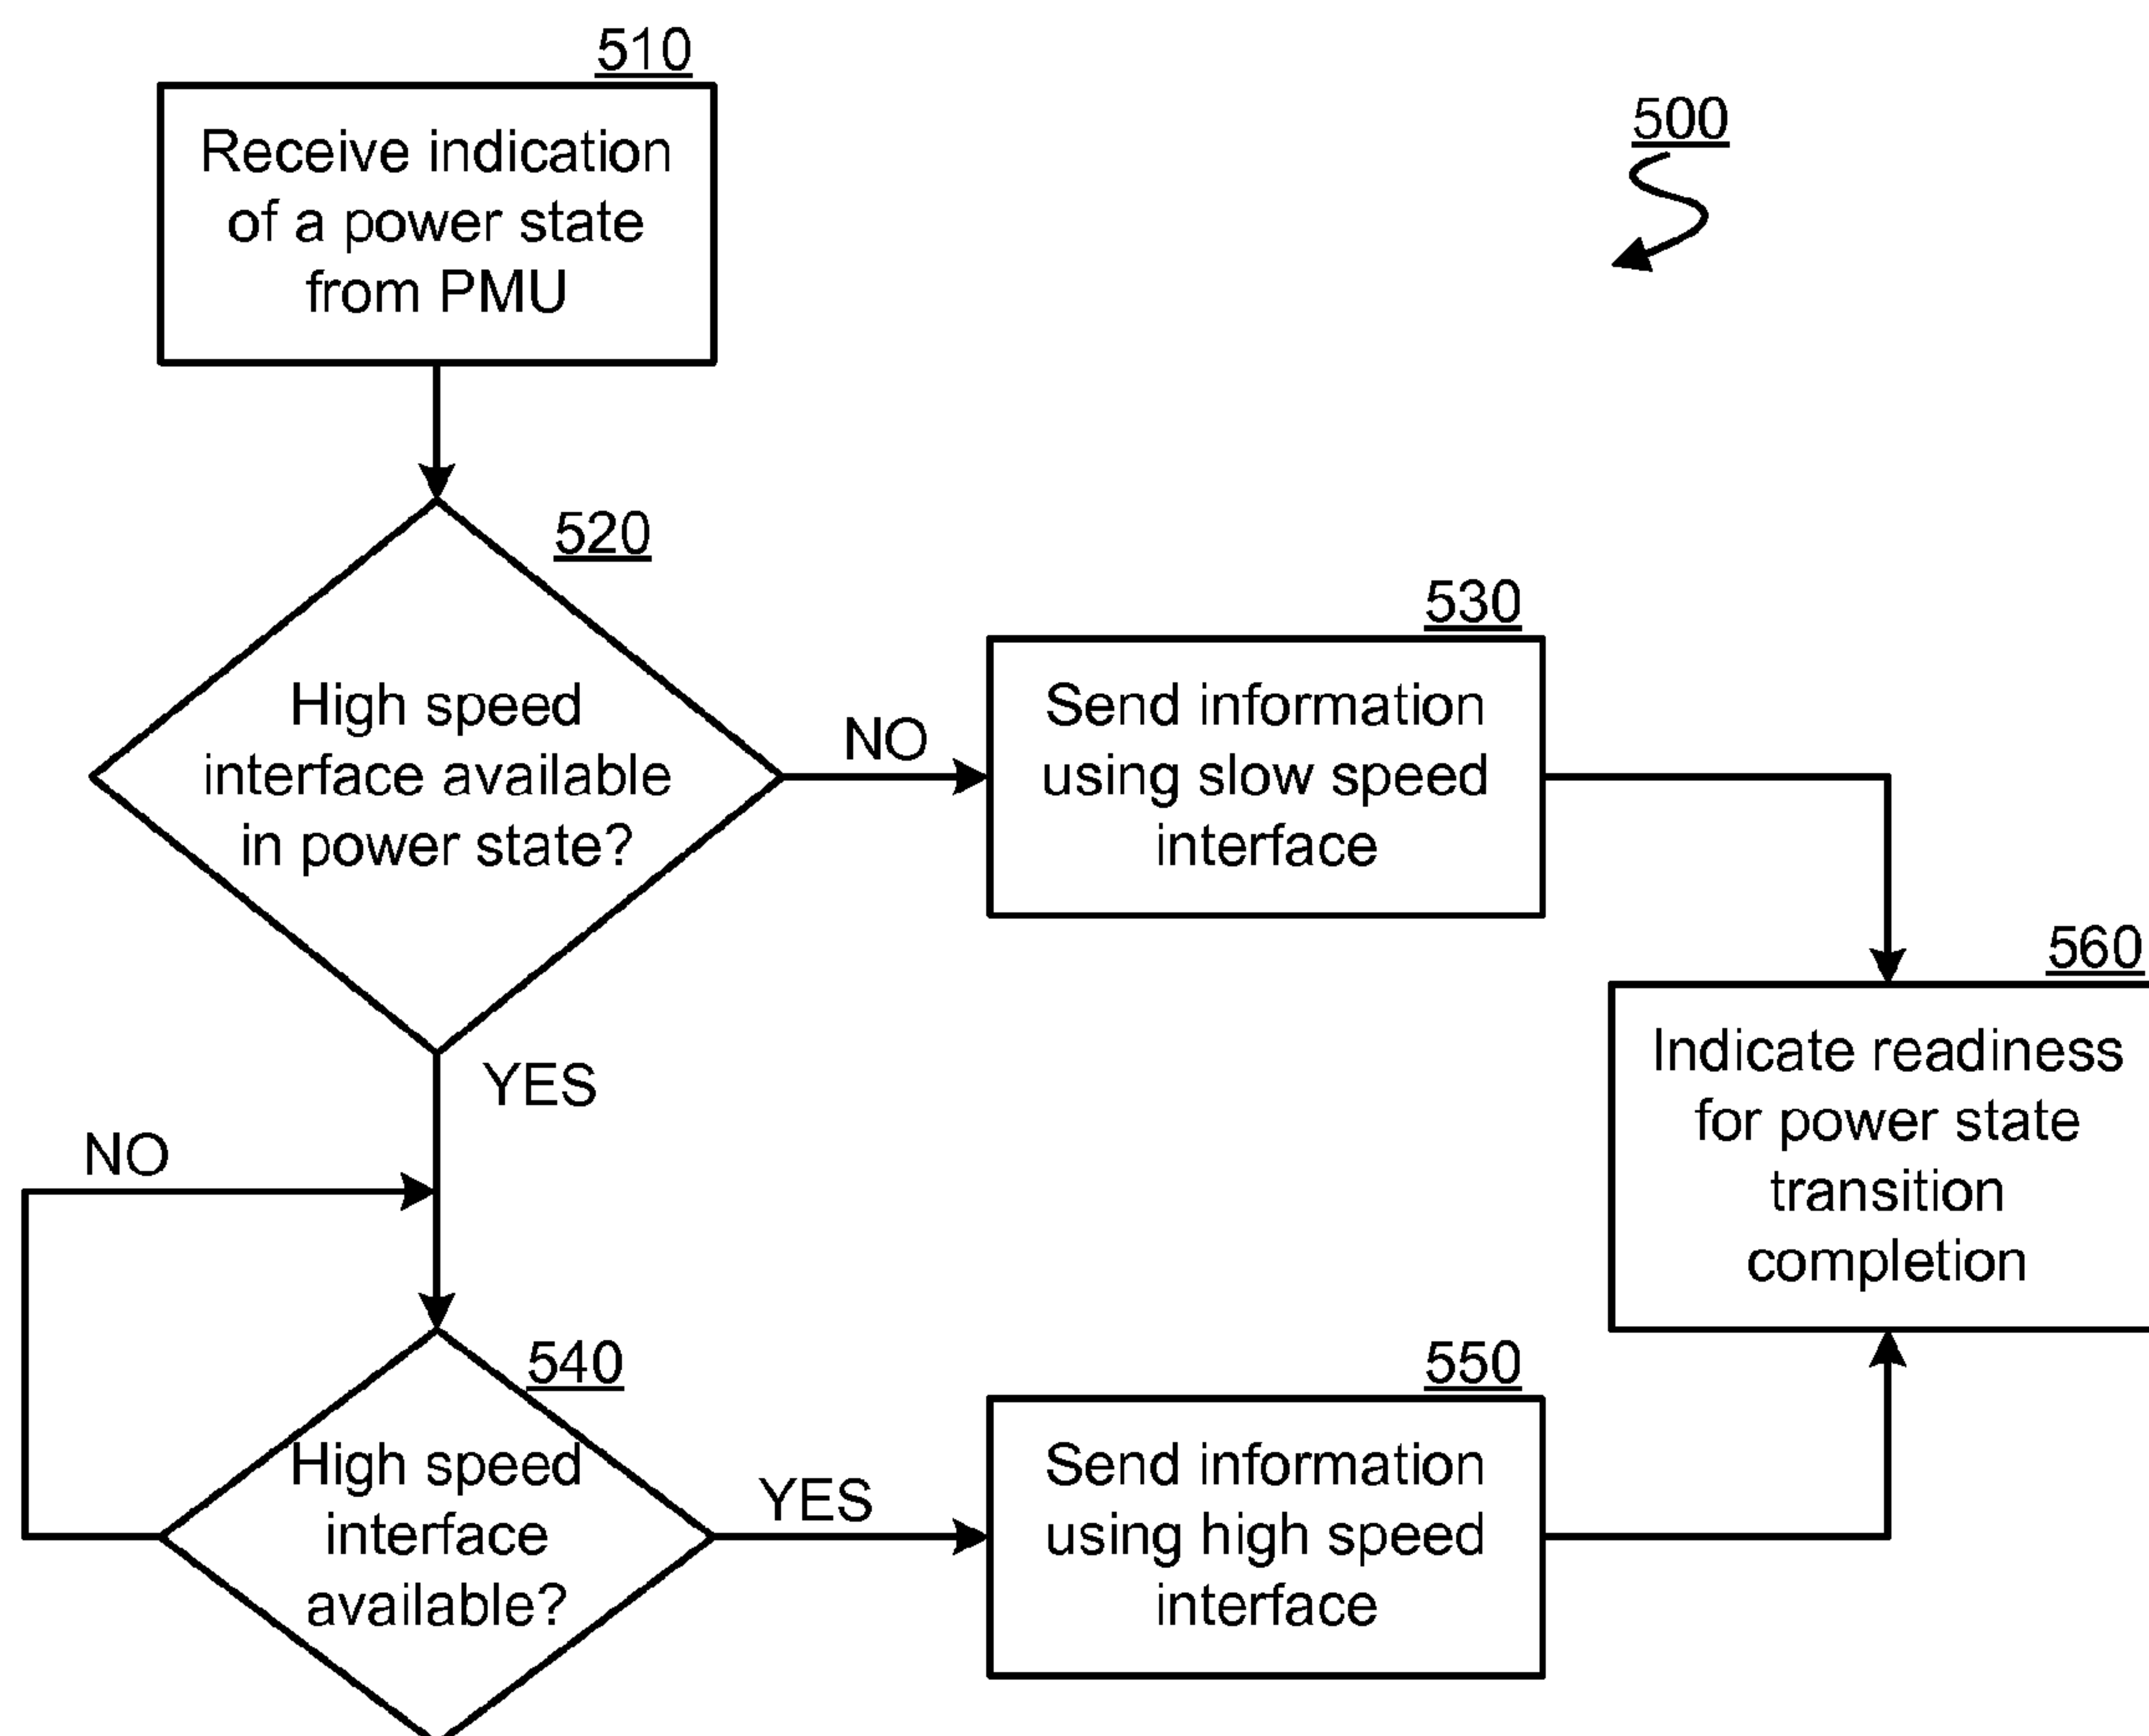 510
Receive indication
of a power state
from PMU
500
520
High speed
interface available
in power state?
NO
530
Send information
using slow speed
interface
YES
NO
560
Indicate readiness
for power state
transition
completion
540
High speed
interface
available?
YES
550
Send information
using high speed
interface